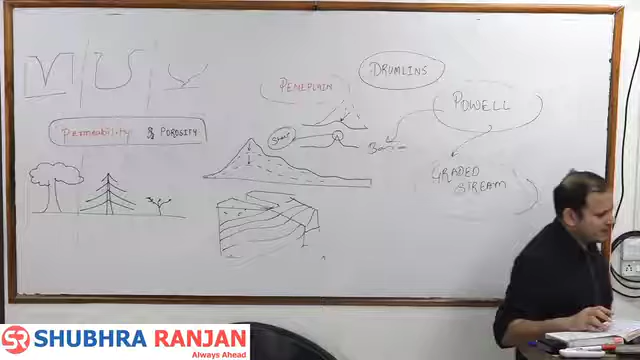 DRUMLINS
PENEPLAIN
POWELL
Permeability & POROSITY
GRADED
STREAM
SR SHUBHRA RANJAN
Always Ahead